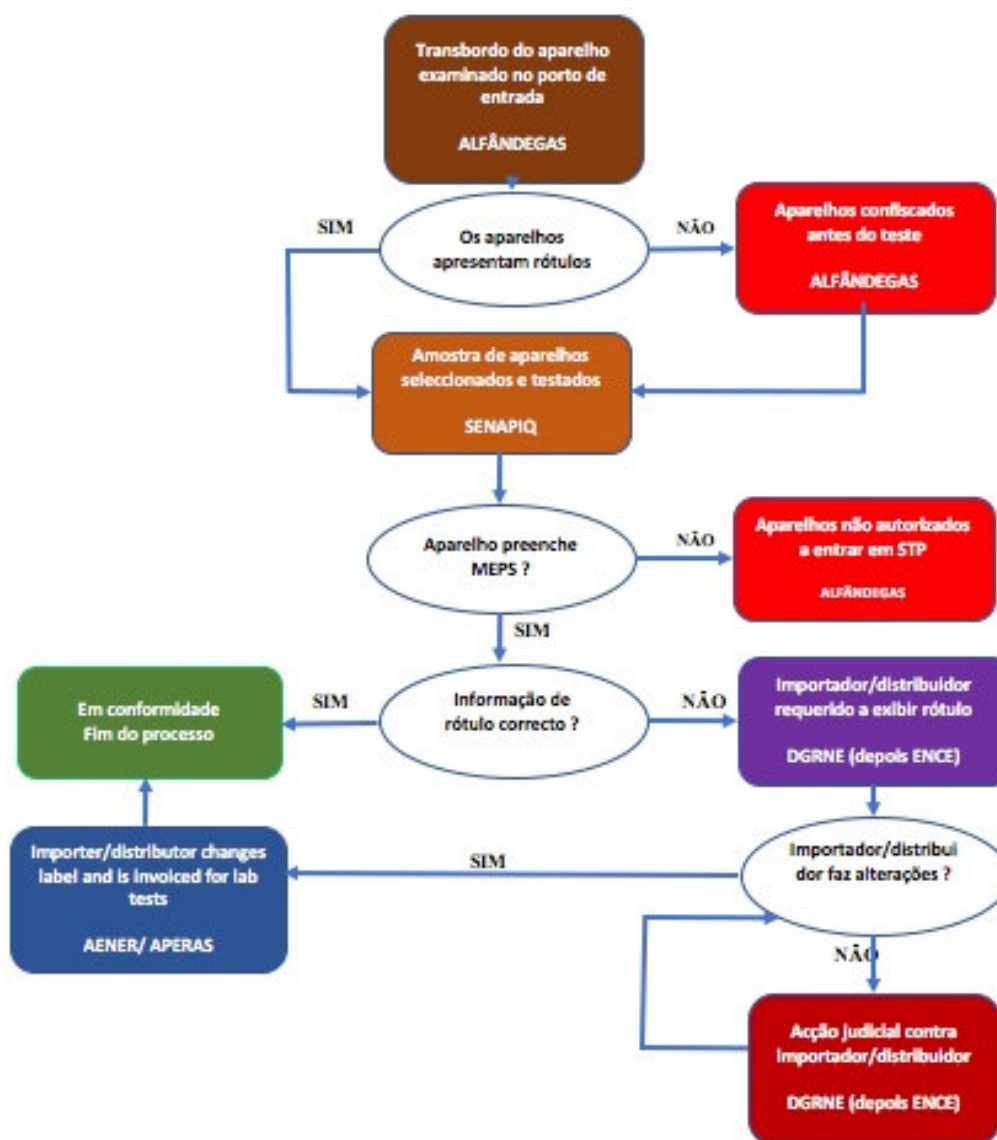 Transbordo do aparelho
examinado no porto de
entrada
ALFÂNDEGAS
SIM
Os aparelhos
apresentam rótulos
NÃO
Aparelhos confiscados
antes do teste
ALFÂNDEGAS
Amostra de aparelhos
seleccionados e testados
SENAPIQ
Aparelho preenche
MEPS ?
NÃO
Aparelhos não autorizados
a entrar em STP
ALFÂNDEGAS
SIM
Em conformidade
Fim do processo
SIM
Informação de
rótulo correcto ?
NÃO
Importador/distribuidor
requerido a exibir rótulo
DGRNE (depois ENCE)
Importer/distributor changes
label and is invoiced for lab
tests
AENER/ APERAS
SIM
Importador/distribui
dor faz alterações ?
NÃO
Acção judicial contra
Importador/distribuidor
DGRNE (depois ENCE)